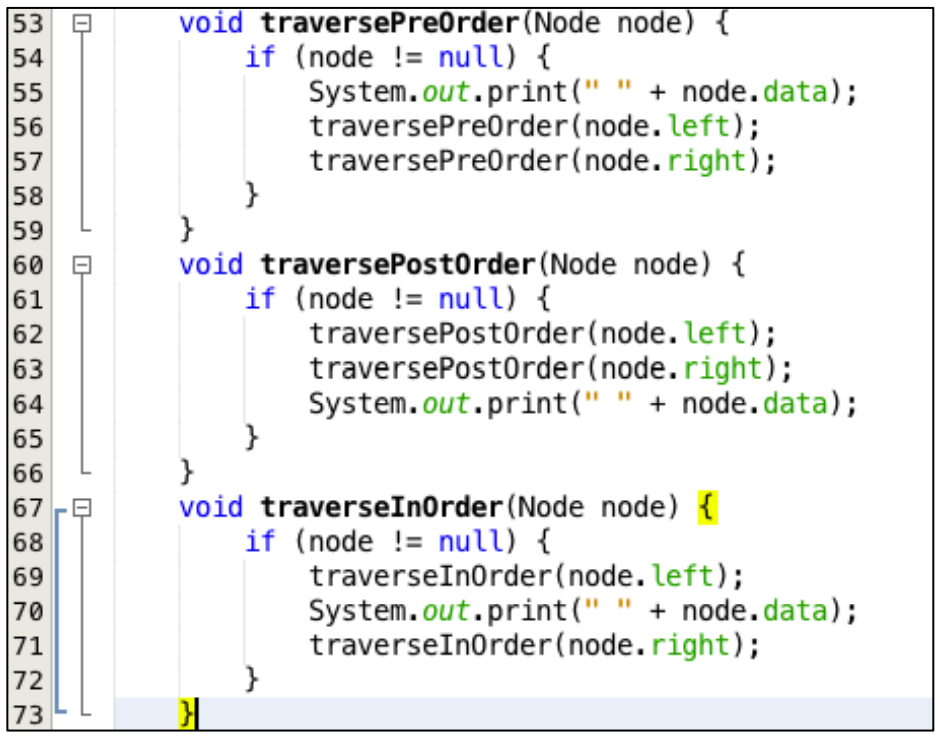 53 void traversePreOrder(Node node) {
54 if (node != null) {
55 System.out.print(" " + node.data);
56 traversePreOrder(node.left);
57 traversePreOrder(node.right);
58 }
59 }
60 void traversePostOrder(Node node) {
61 if (node != null) {
62 traversePostOrder(node.left);
63 traversePostOrder(node.right);
64 System.out.print(" " + node.data);
65 }
66 }
67 void traverseInOrder(Node node) {
68 if (node != null) {
69 traverseInOrder(node.left);
70 System.out.print(" " + node.data);
71 traverseInOrder(node.right);
72 }
73 }